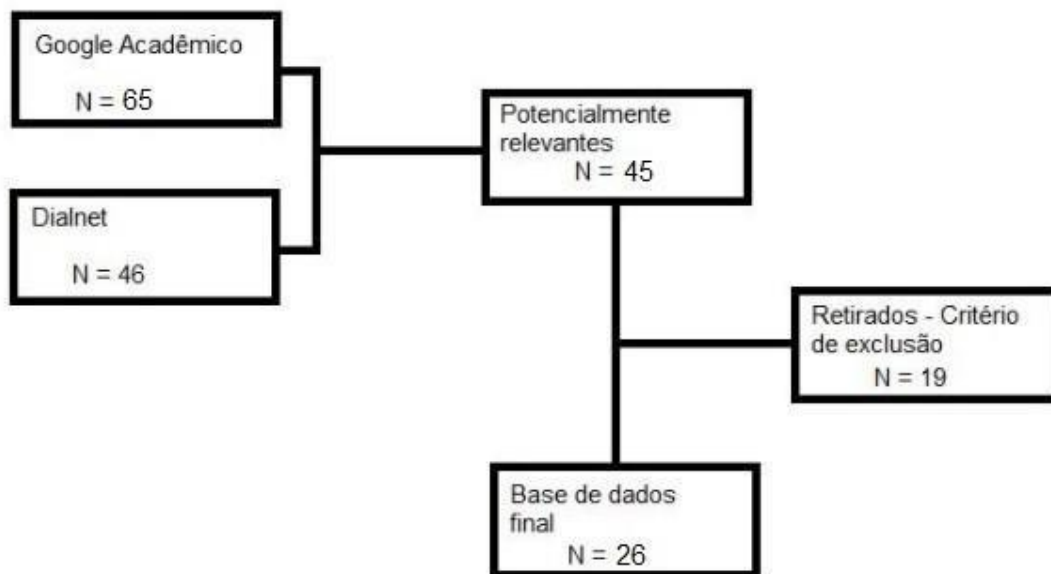 Google Acadêmico
N = 65
Dialnet
N = 46
Potencialmente
relevantes
N = 45
Retirados - Critério
de exclusão
N = 19
Base de dados
final
N = 26